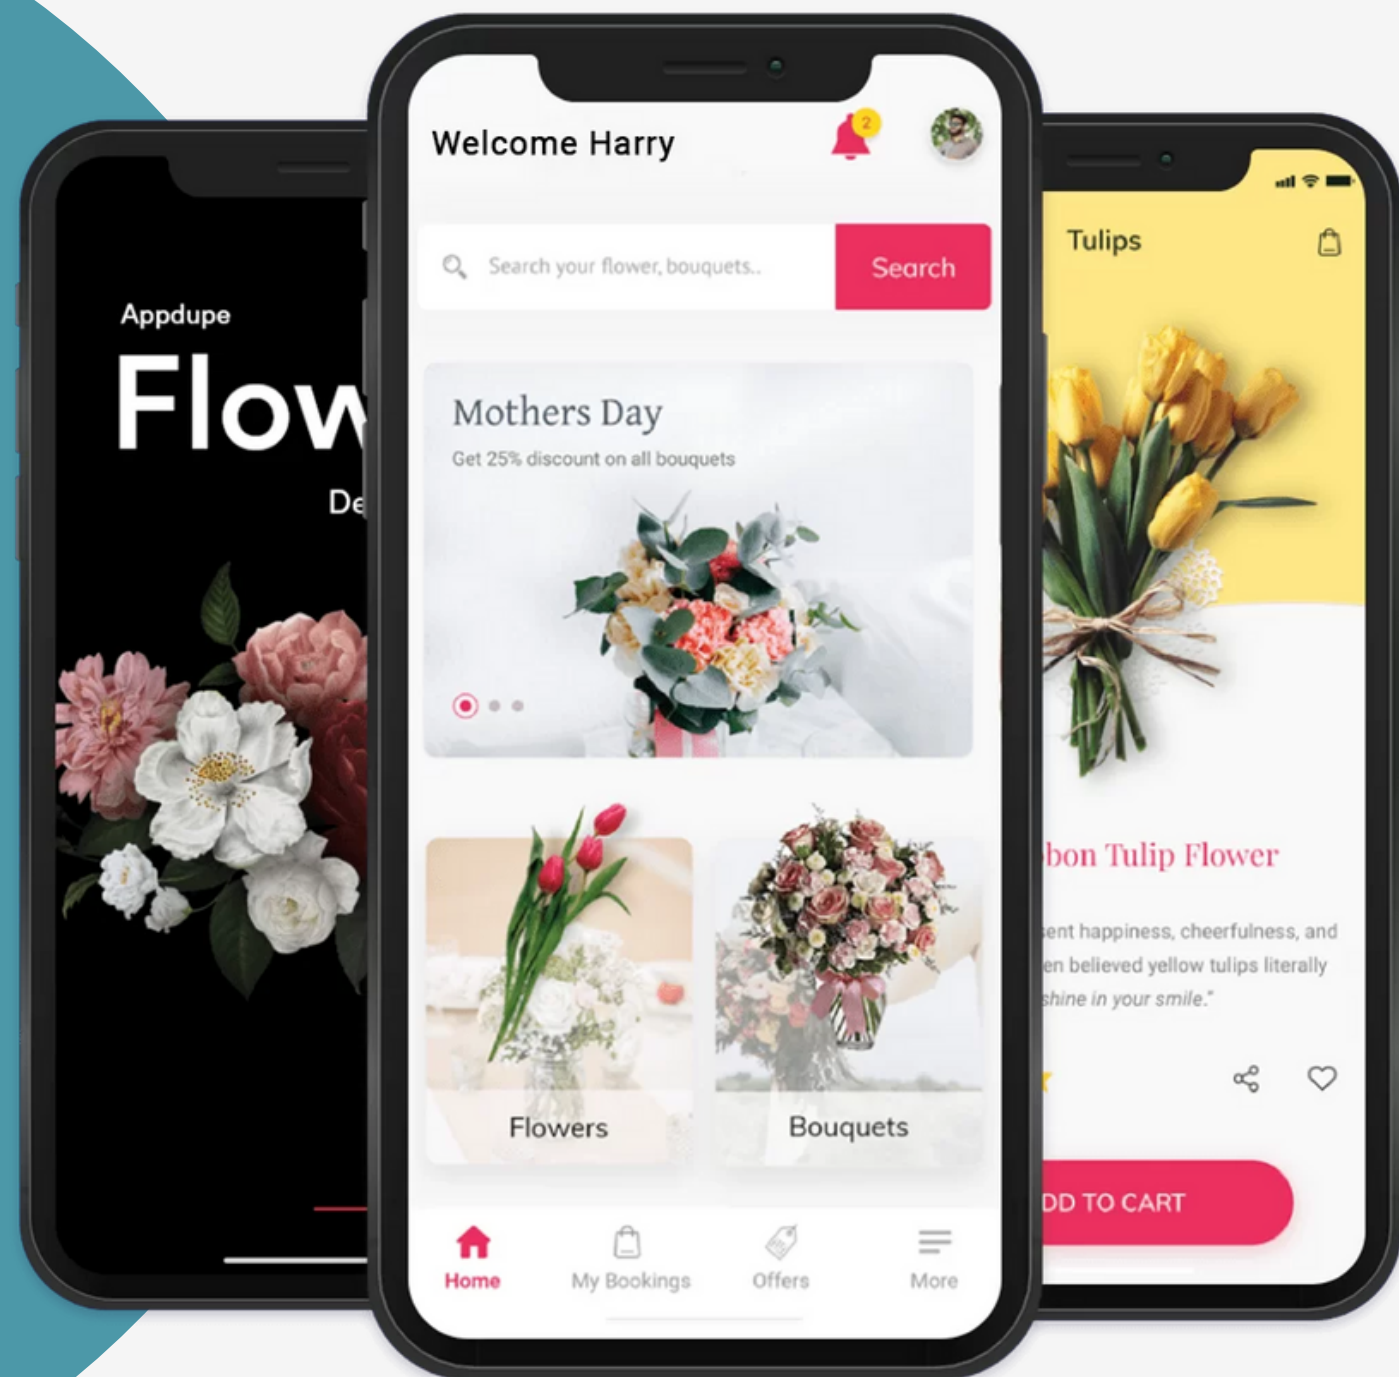 Appdupe
Flow
De
Welcome Harry
2
Search your flower, bouquets..
Search
Mothers Day
Get 25% discount on all bouquets
Flowers
Bouquets
Home
My Bookings
Offers
More
Tulips
bon Tulip Flower
sent happiness, cheerfulness, and
en believed yellow tulips literally
shine in your smile."
DD TO CART